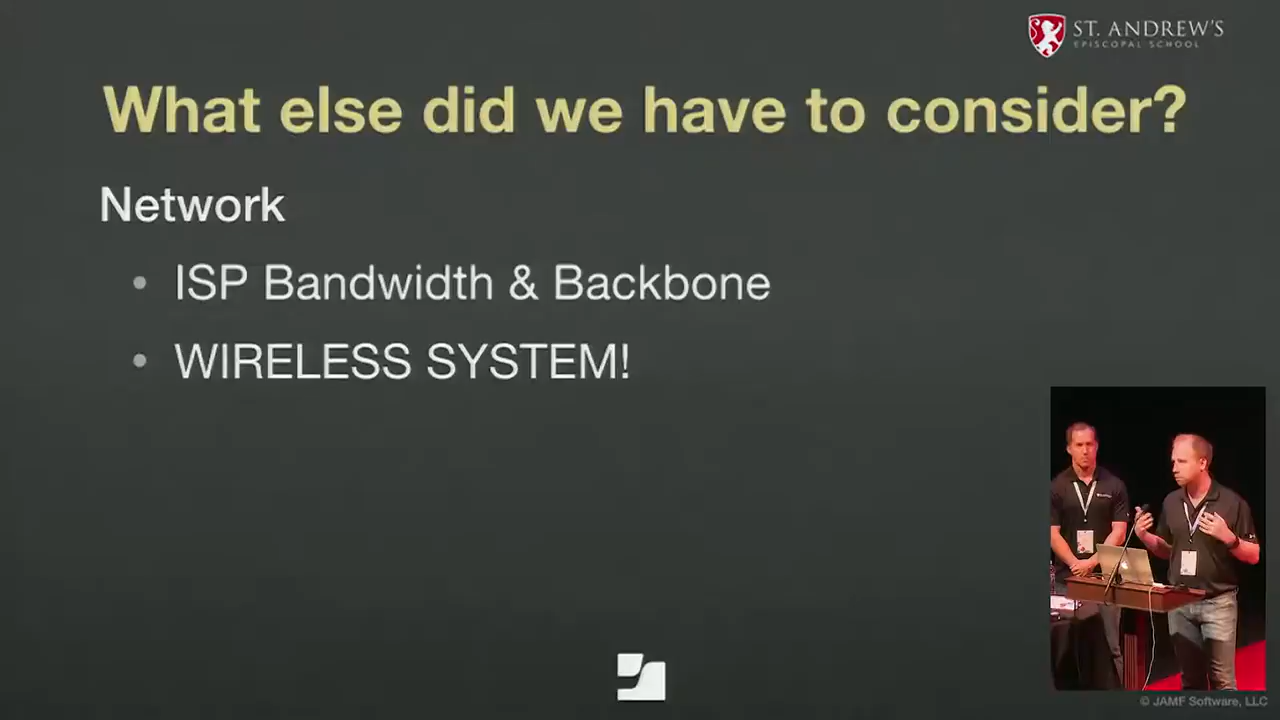 ST. ANDREW'S
EPISCOPAL SCHOOL
What else did we have to consider?
Network
• ISP Bandwidth & Backbone
• WIRELESS SYSTEM!
© JAMF Software, LLC